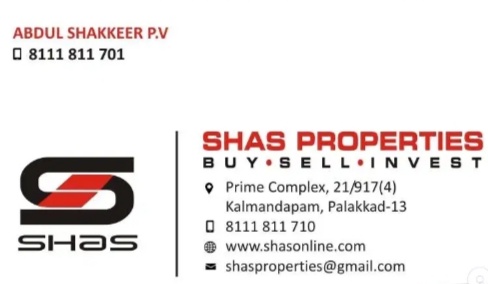 ABDUL SHAKKEER P.V
8111 811 701
SHAS
SHAS PROPERTIES
BUY • SELL • INVEST
Prime Complex, 21/917(4)
Kalmandapam, Palakkad-13
8111 811 710
www.shasonline.com
shasproperties@gmail.com